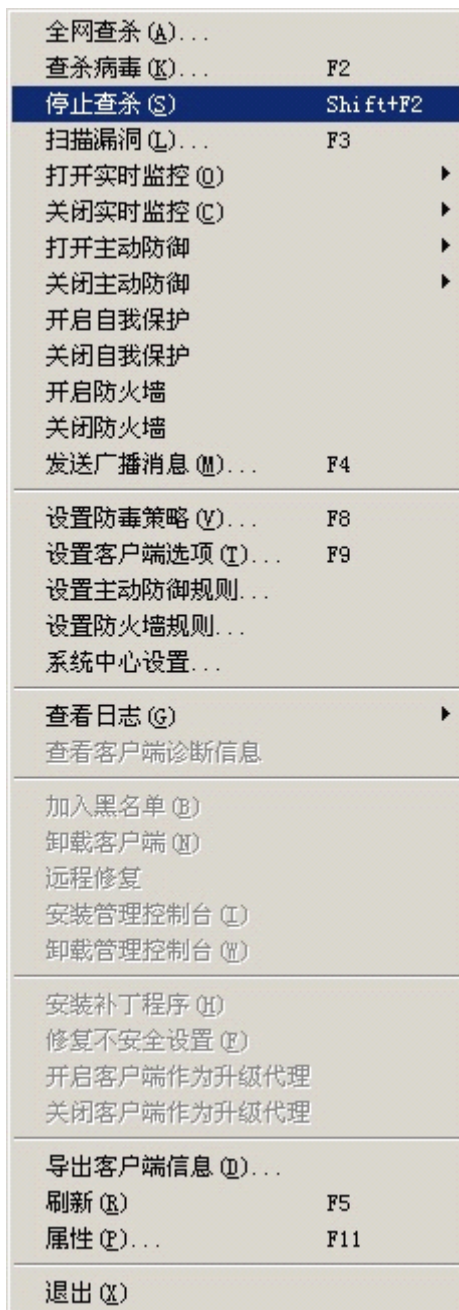 全网查杀(A)...
查杀病毒(K)... F2
停止查杀(S) Shift+F2
扫描漏洞(L)... F3
打开实时监控(O)
关闭实时监控(C)
打开主动防御
关闭主动防御
开启自我保护
关闭自我保护
开启防火墙
关闭防火墙
发送广播消息(M)... F4
设置防毒策略(V)... F8
设置客户端选项(T)... F9
设置主动防御规则...
设置防火墙规则...
系统中心设置...
查看日志(G)
查看客户端诊断信息
加入黑名单(B)
卸载客户端(N)
远程修复
安装管理控制台(I)
卸载管理控制台(W)
安装补丁程序(H)
修复不安全设置(F)
开启客户端作为升级代理
关闭客户端作为升级代理
导出客户端信息(D)...
刷新(R) F5
属性(P)... F11
退出(X)